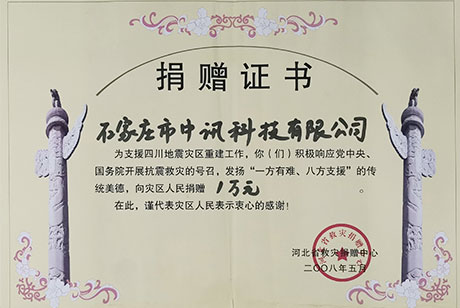 捐赠证书
石家庄市中讯科技有限公司
为支援四川地震灾区重建工作，你（们）积极响应党中央、
国务院开展抗震救灾的号召，发扬“一方有难、八方支援”的传
统美德，向灾区人民捐赠 1万元 。
在此，谨代表灾区人民表示衷心的感谢！
河北省救灾捐赠中心
二〇〇八年五月